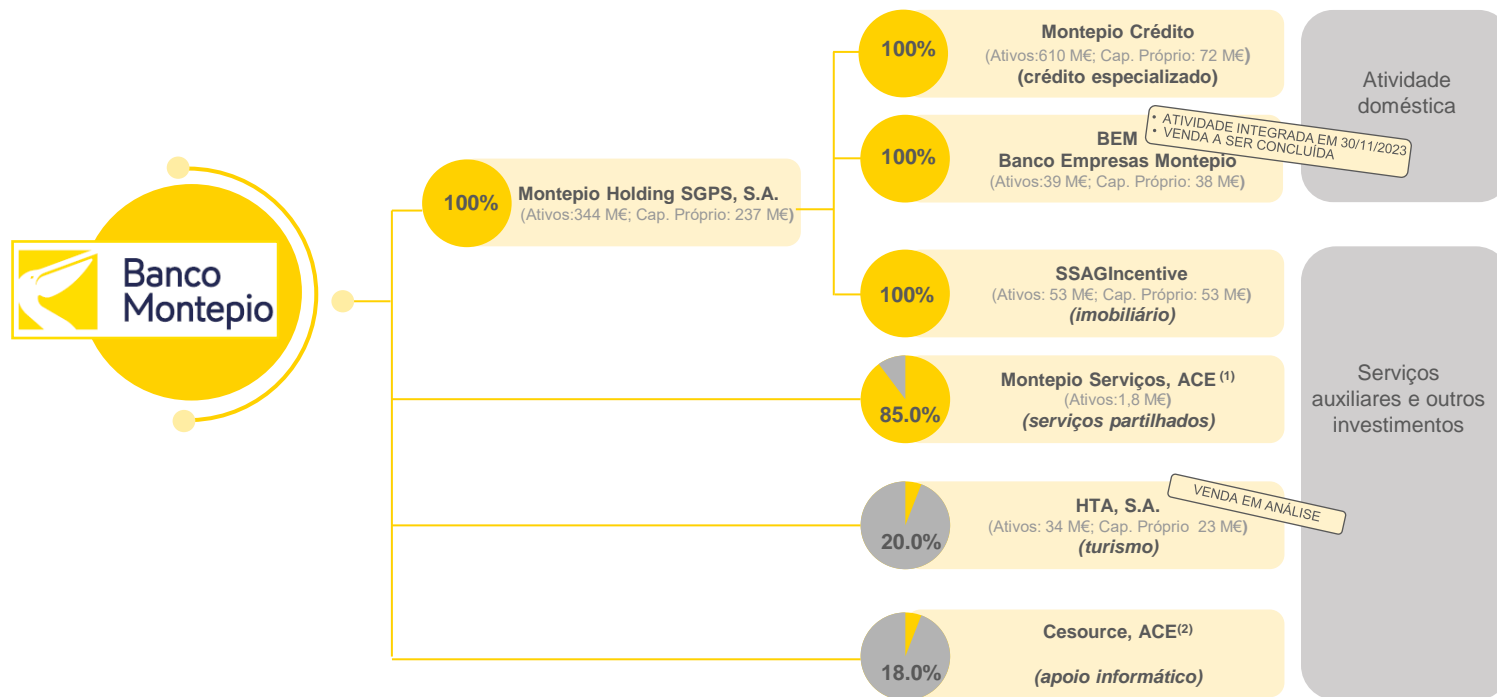 Banco
Montepio
100%
Montepio Holding SGPS, S.A.
(Ativos:344 M€; Cap. Próprio: 237 M€)
100%
Montepio Crédito
(Ativos:610 M€; Cap. Próprio: 72 M€)
(crédito especializado)
100%
BEM
Banco Empresas Montepio
(Ativos:39 M€; Cap. Próprio: 38 M€)
• ATIVIDADE INTEGRADA EM 30/11/2023
• VENDA A SER CONCLUÍDA
Atividade
doméstica
100%
SSAGIncentive
(Ativos: 53 M€; Cap. Próprio: 53 M€)
(imobiliário)
85.0%
Montepio Serviços, ACE (1)
(Ativos:1,8 M€)
(serviços partilhados)
20.0%
HTA, S.A.
(Ativos: 34 M€; Cap. Próprio 23 M€)
(turismo)
VENDA EM ANÁLISE
18.0%
Cesource, ACE(2)
(apoio informático)
Serviços
auxiliares e outros
investimentos